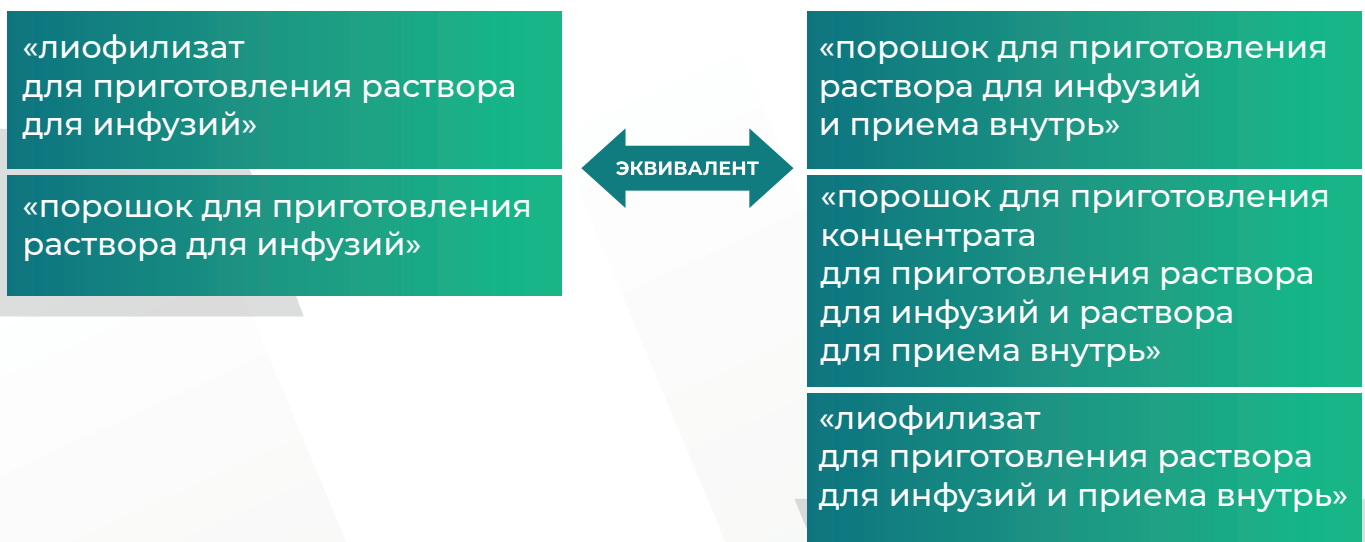 «лиофилизат
для приготовления раствора
для инфузий»
«порошок для приготовления
раствора для инфузий»
ЭКВИВАЛЕНТ
«порошок для приготовления
раствора для инфузий
и приема внутрь»
«порошок для приготовления
концентрата
для приготовления раствора
для инфузий и раствора
для приема внутрь»
«лиофилизат
для приготовления раствора
для инфузий и приема внутрь»